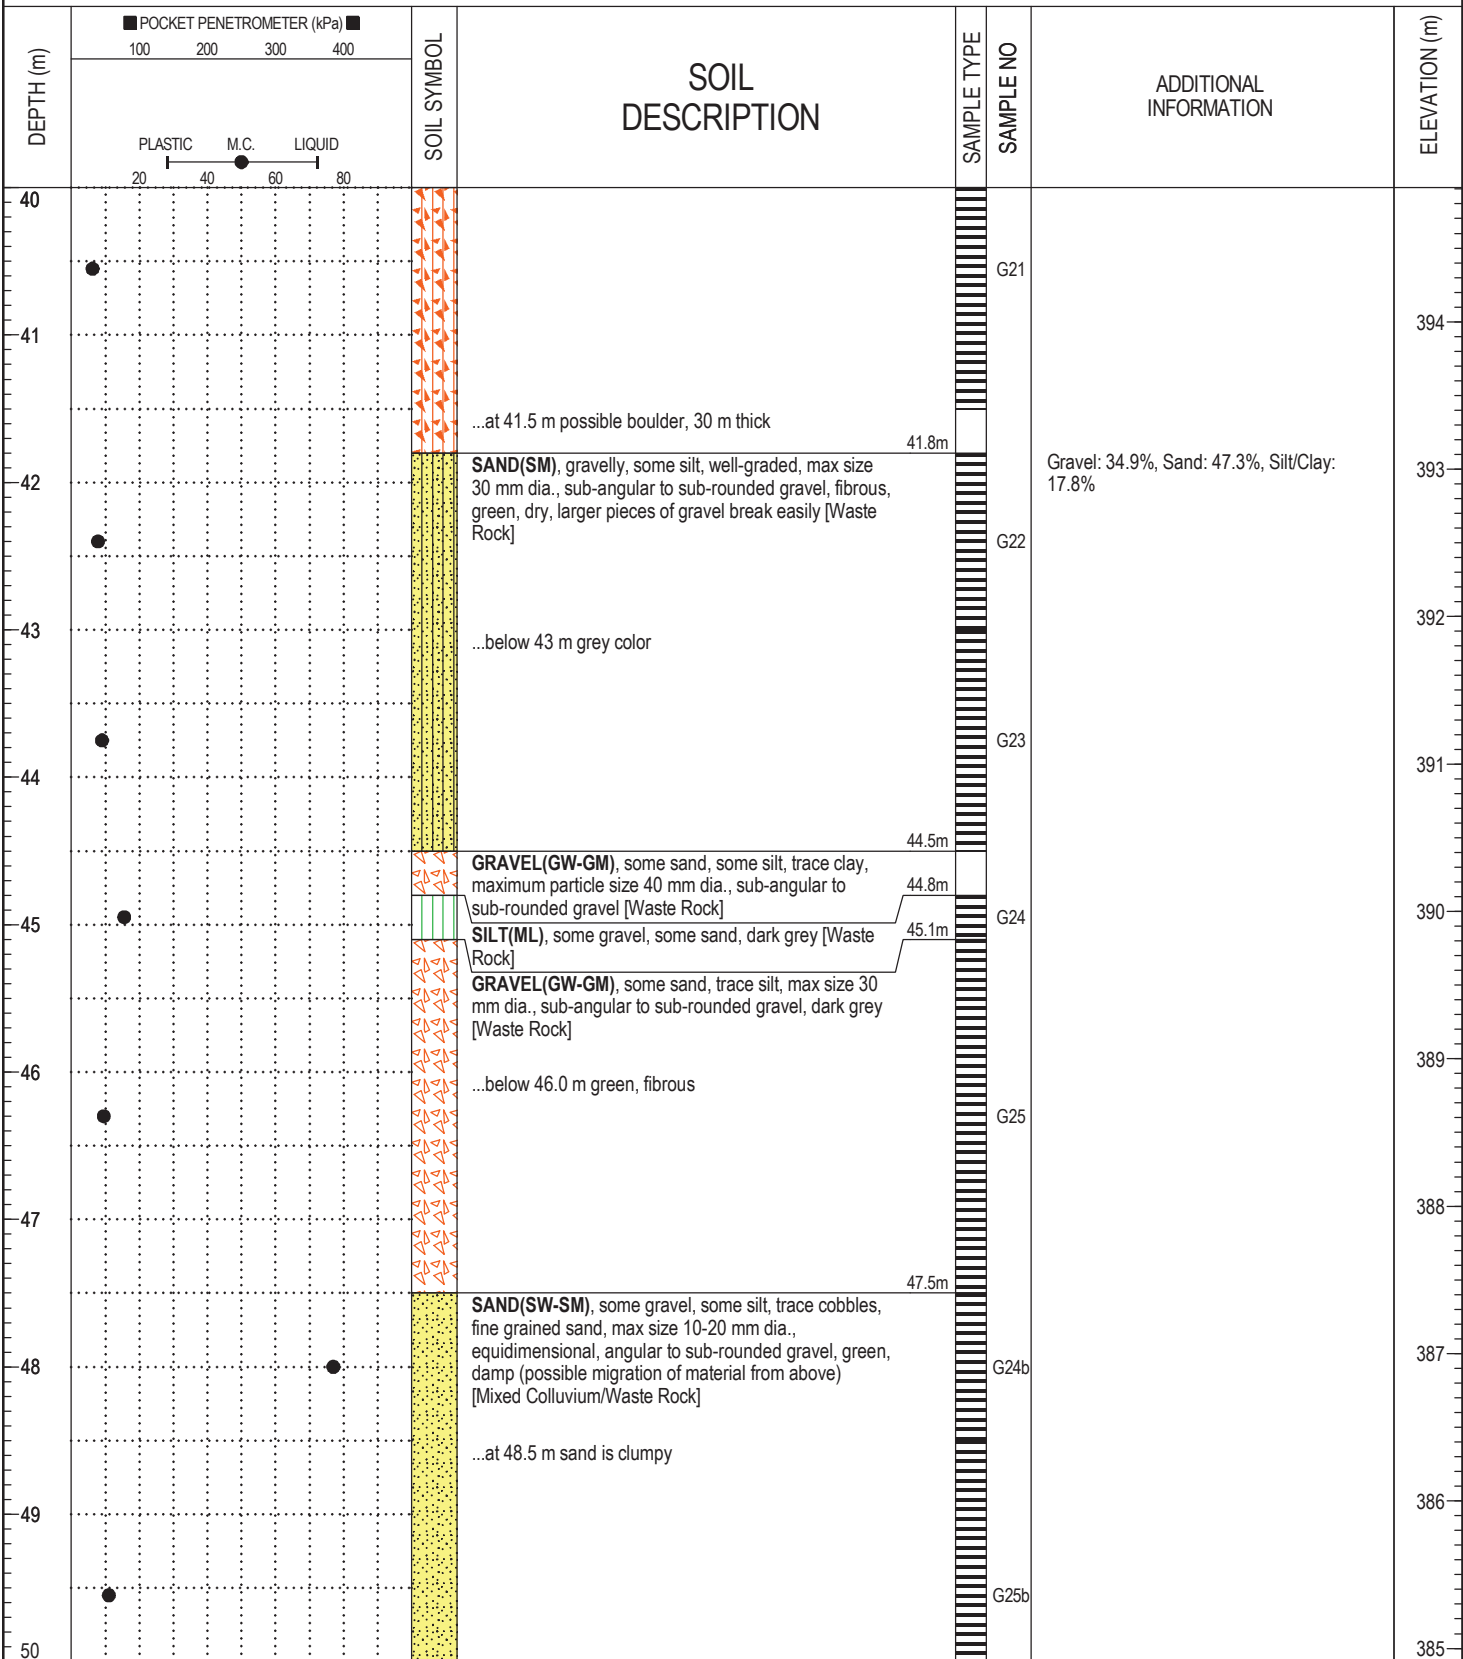 POCKET PENETROMETER (kPa)
100 200 300 400
DEPTH (m)
PLASTIC M.C. LIQUID
20 40 60 80
SOIL SYMBOL
SOIL
DESCRIPTION
SAMPLE TYPE
SAMPLE NO
ADDITIONAL
INFORMATION
ELEVATION (m)
40
G21
394
41
...at 41.5 m possible boulder, 30 m thick
41.8m
SAND(SM), gravelly, some silt, well-graded, max size
30 mm dia., sub-angular to sub-rounded gravel, fibrous,
green, dry, larger pieces of gravel break easily [Waste
Rock]
Gravel: 34.9%, Sand: 47.3%, Silt/Clay:
17.8%
393
42
G22
392
43
...below 43 m grey color
G23
391
44
44.5m
GRAVEL(GW-GM), some sand, some silt, trace clay,
maximum particle size 40 mm dia., sub-angular to
sub-rounded gravel [Waste Rock]
44.8m
G24
390
45
SILT(ML), some gravel, some sand, dark grey [Waste
Rock]
45.1m
GRAVEL(GW-GM), some sand, trace silt, max size 30
mm dia., sub-angular to sub-rounded gravel, dark grey
[Waste Rock]
389
46
...below 46.0 m green, fibrous
G25
388
47
47.5m
SAND(SW-SM), some gravel, some silt, trace cobbles,
fine grained sand, max size 10-20 mm dia.,
equidimensional, angular to sub-rounded gravel, green,
damp (possible migration of material from above)
[Mixed Colluvium/Waste Rock]
387
48
G24b
...at 48.5 m sand is clumpy
386
49
G25b
385
50